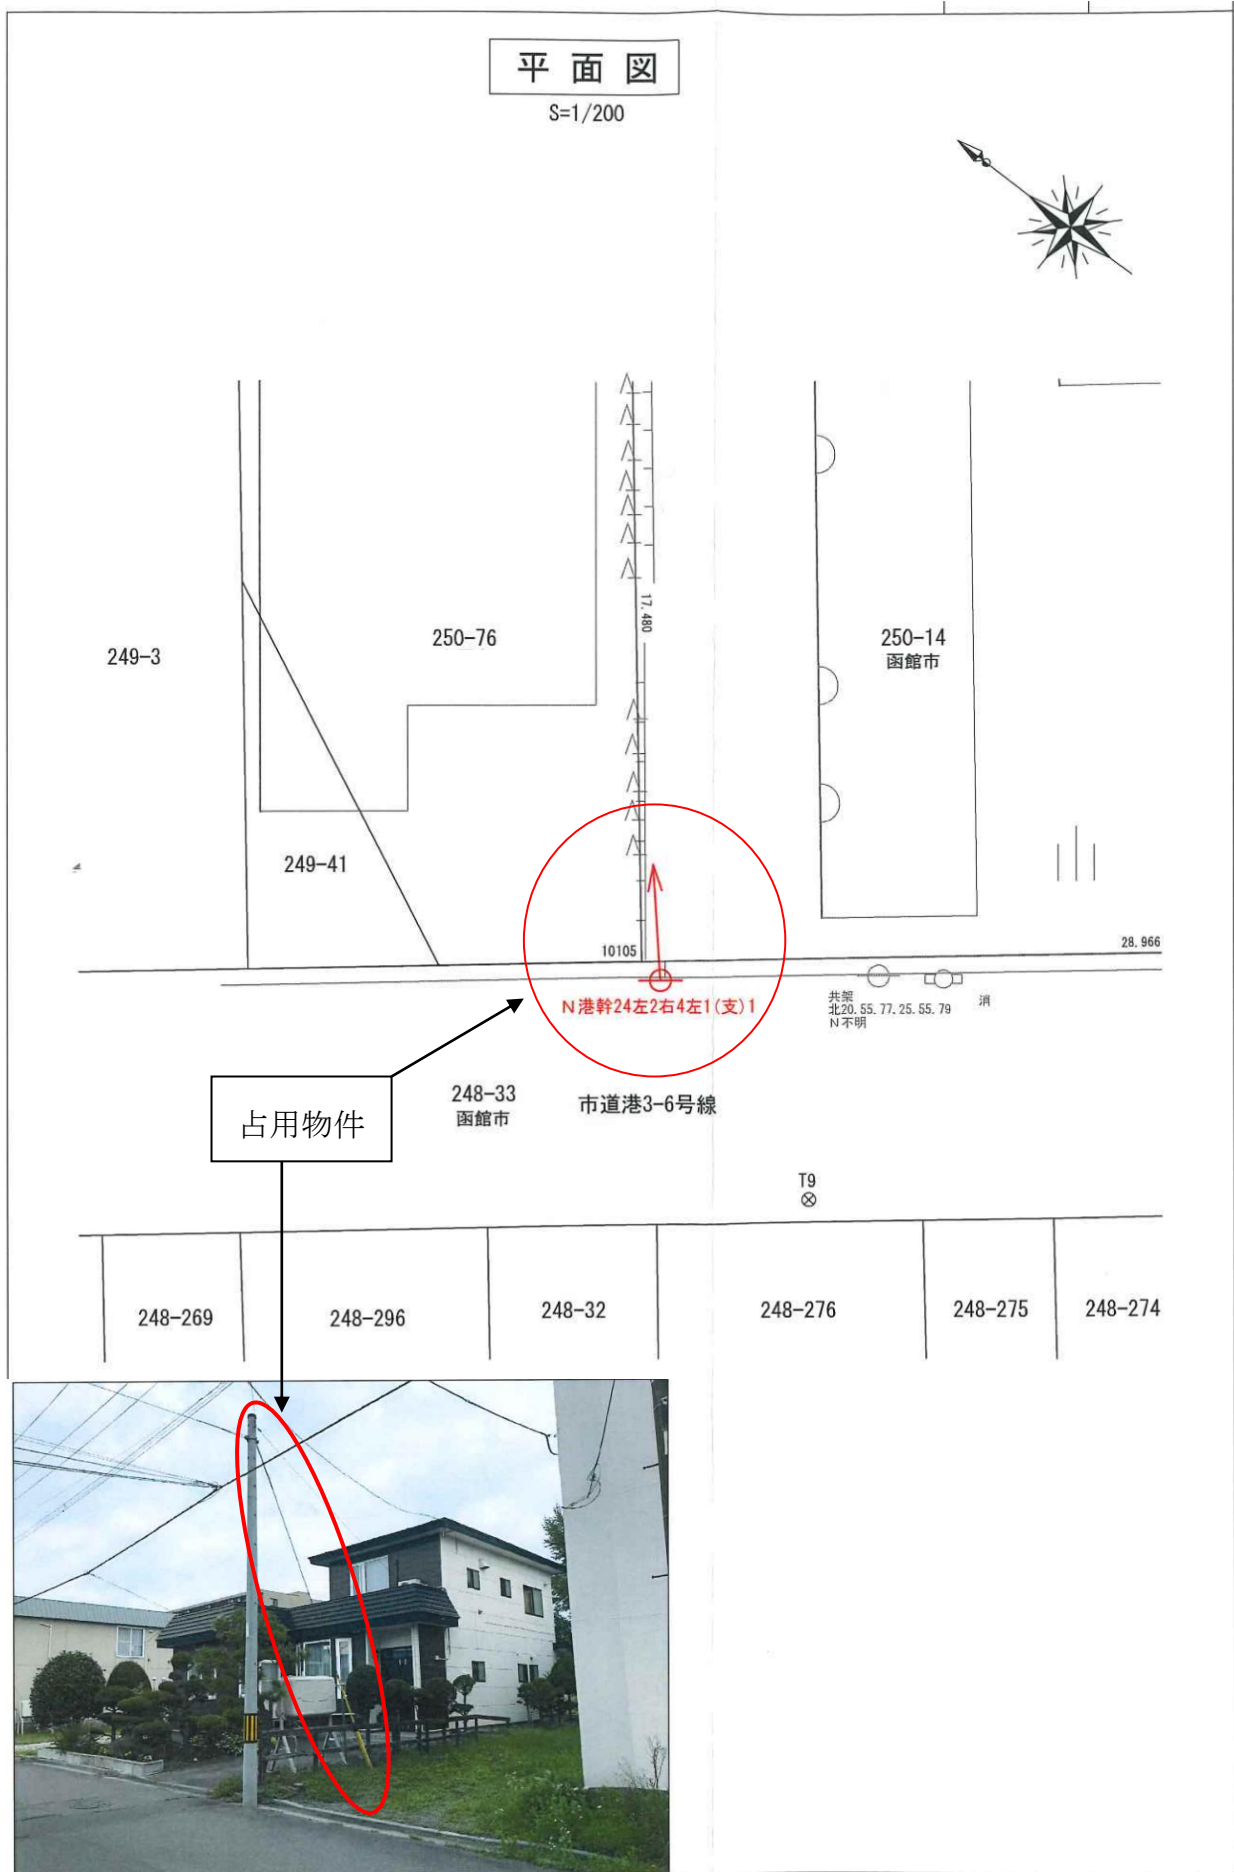 平面図
S=1/200
17.480
249-3
250-76
250-14
函館市
249-41
10105
28.966
N港幹24左2右4左1(支)1
共架
北20.55.77.25.55.79
N不明
消
占用物件
248-33
函館市
市道港3-6号線
T9
248-269
248-296
248-32
248-276
248-275
248-274